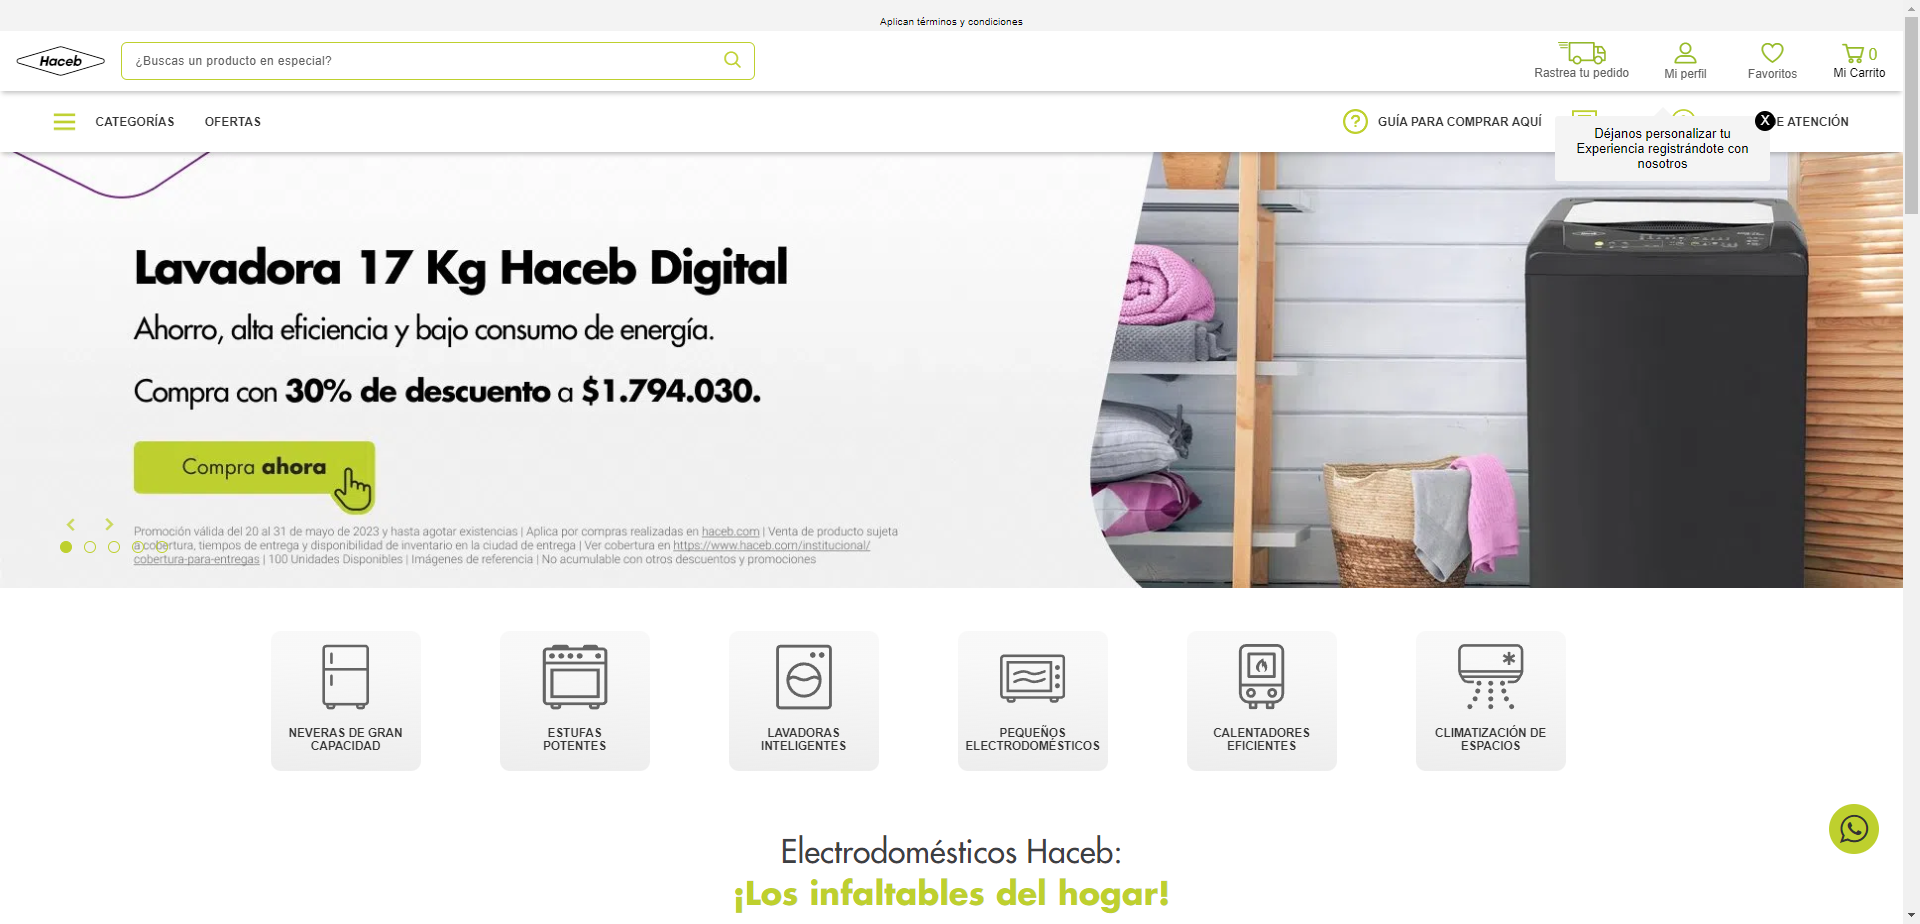 Aplican términos y condiciones
Haceb
¿Buscas un producto en especial?
Rastrea tu pedido
Mi perfil
Favoritos
0
Mi Carrito
CATEGORÍAS
OFERTAS
GUÍA PARA COMPRAR AQUÍ
E ATENCIÓN
X
Déjanos personalizar tu
Experiencia registrándote con
nosotros
Lavadora 17 Kg Haceb Digital
Ahorro, alta eficiencia y bajo consumo de energía.
Compra con 30% de descuento a $1.794.030.
Compra ahora
Promoción válida del 20 al 31 de mayo de 2023 y hasta agotar existencias | Aplica por compras realizadas en haceb.com | Venta de producto sujeta
a cobertura, tiempos de entrega y disponibilidad de inventario en la ciudad de entrega | Ver cobertura en https://www.haceb.com/institucional/
cobertura-para-entregas | 100 Unidades Disponibles | Imágenes de referencia | No acumulable con otros descuentos y promociones
NEVERAS DE GRAN
CAPACIDAD
ESTUFAS
POTENTES
LAVADORAS
INTELIGENTES
PEQUEÑOS
ELECTRODOMÉSTICOS
CALENTADORES
EFICIENTES
CLIMATIZACIÓN DE
ESPACIOS
Electrodomésticos Haceb:
¡Los infaltables del hogar!